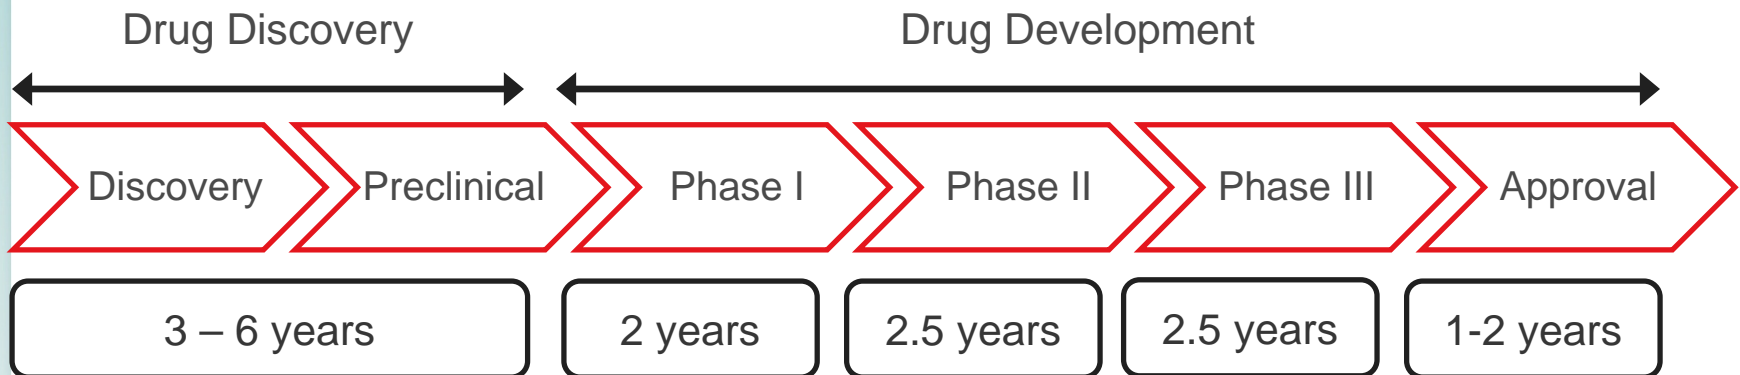 Drug Discovery Drug Development
Discovery Preclinical Phase I Phase II Phase III Approval
3 – 6 years 2 years 2.5 years 2.5 years 1-2 years